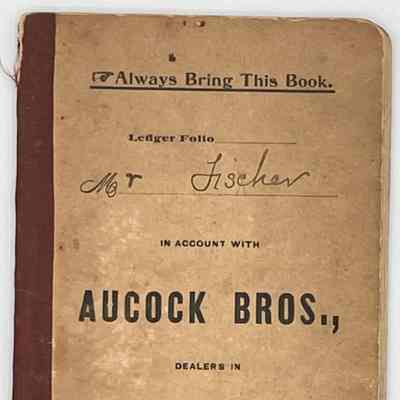 ☞Always Bring This Book.
Ledger Folio
Mr Fischer
IN ACCOUNT WITH
AUCOCK BROS.,
DEALERS IN